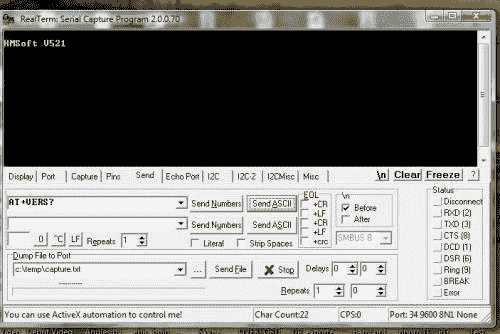 RealTerm: Serial Capture Program 2.0.0.70
HMSoft V521
Display Port Capture Pins Send Echo Port I2C I2C-2 I2CMisc Misc \n Clear Freeze ?
AT+VERS? Send Numbers Send ASCII
EOL
+CR
+LF
+CR
+LF
+crc
\n
Before
After
SMBUS 8
Send Numbers Send ASCII
0 ^C LF Repeats 1 Literal Strip Spaces
Dump File to Port
c:\temp\capture.txt ... Send File Stop Delays 0 0
Repeats 1 0
Status
Disconnect
RXD (2)
TXD (3)
CTS (8)
DCD (1)
DSR (6)
Ring (9)
BREAK
Error
You can use ActiveX automation to control me! Char Count:22 CPS:0 Port: 34 9600 8N1 None